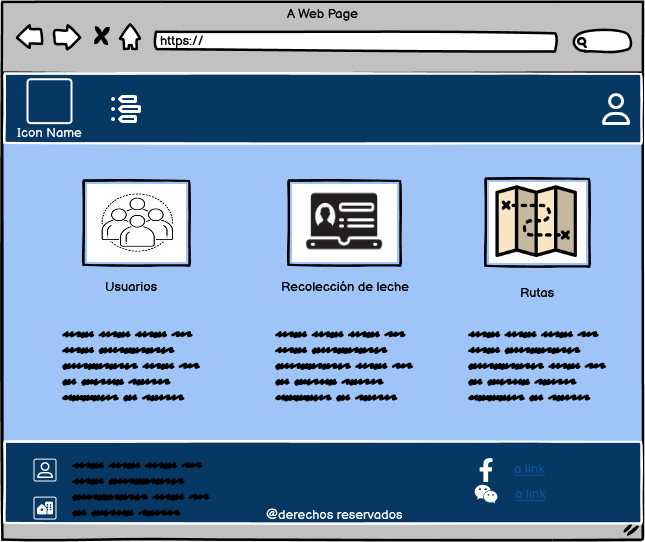 A Web Page
https://
Icon Name
Usuarios
Recolección de leche
Rutas
a link
a link
@derechos reservados